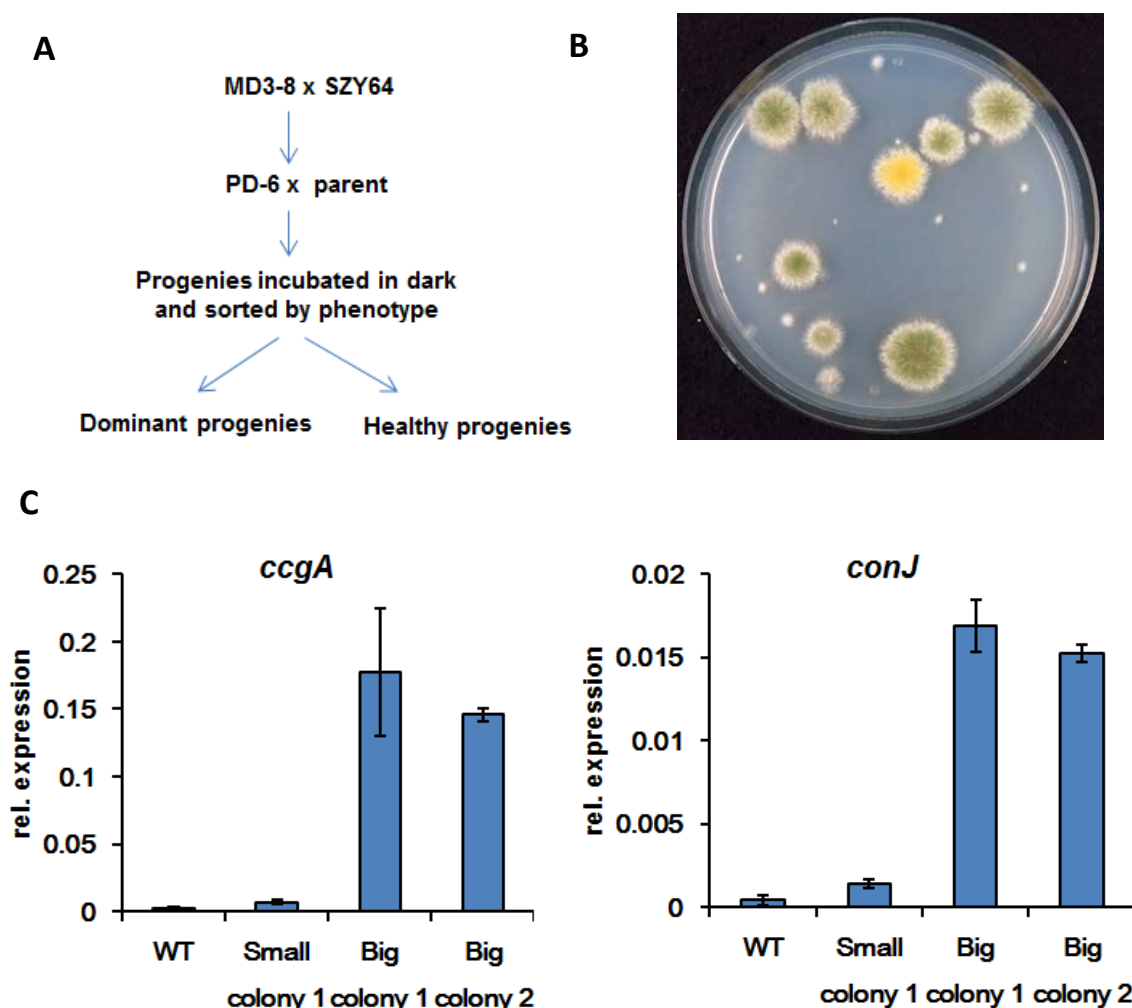 A
MD3-8 x SZY64
PD-6 x parent
Progenies incubated in dark
and sorted by phenotype
Dominant progenies Healthy progenies
B
C
ccgA
rel. expression
0.25
0.2
0.15
0.1
0.05
0
WT Small Big Big
colony 1 colony 1 colony 2
conJ
rel. expression
0.02
0.015
0.01
0.005
0
WT Small Big Big
colony 1 colony 1 colony 2